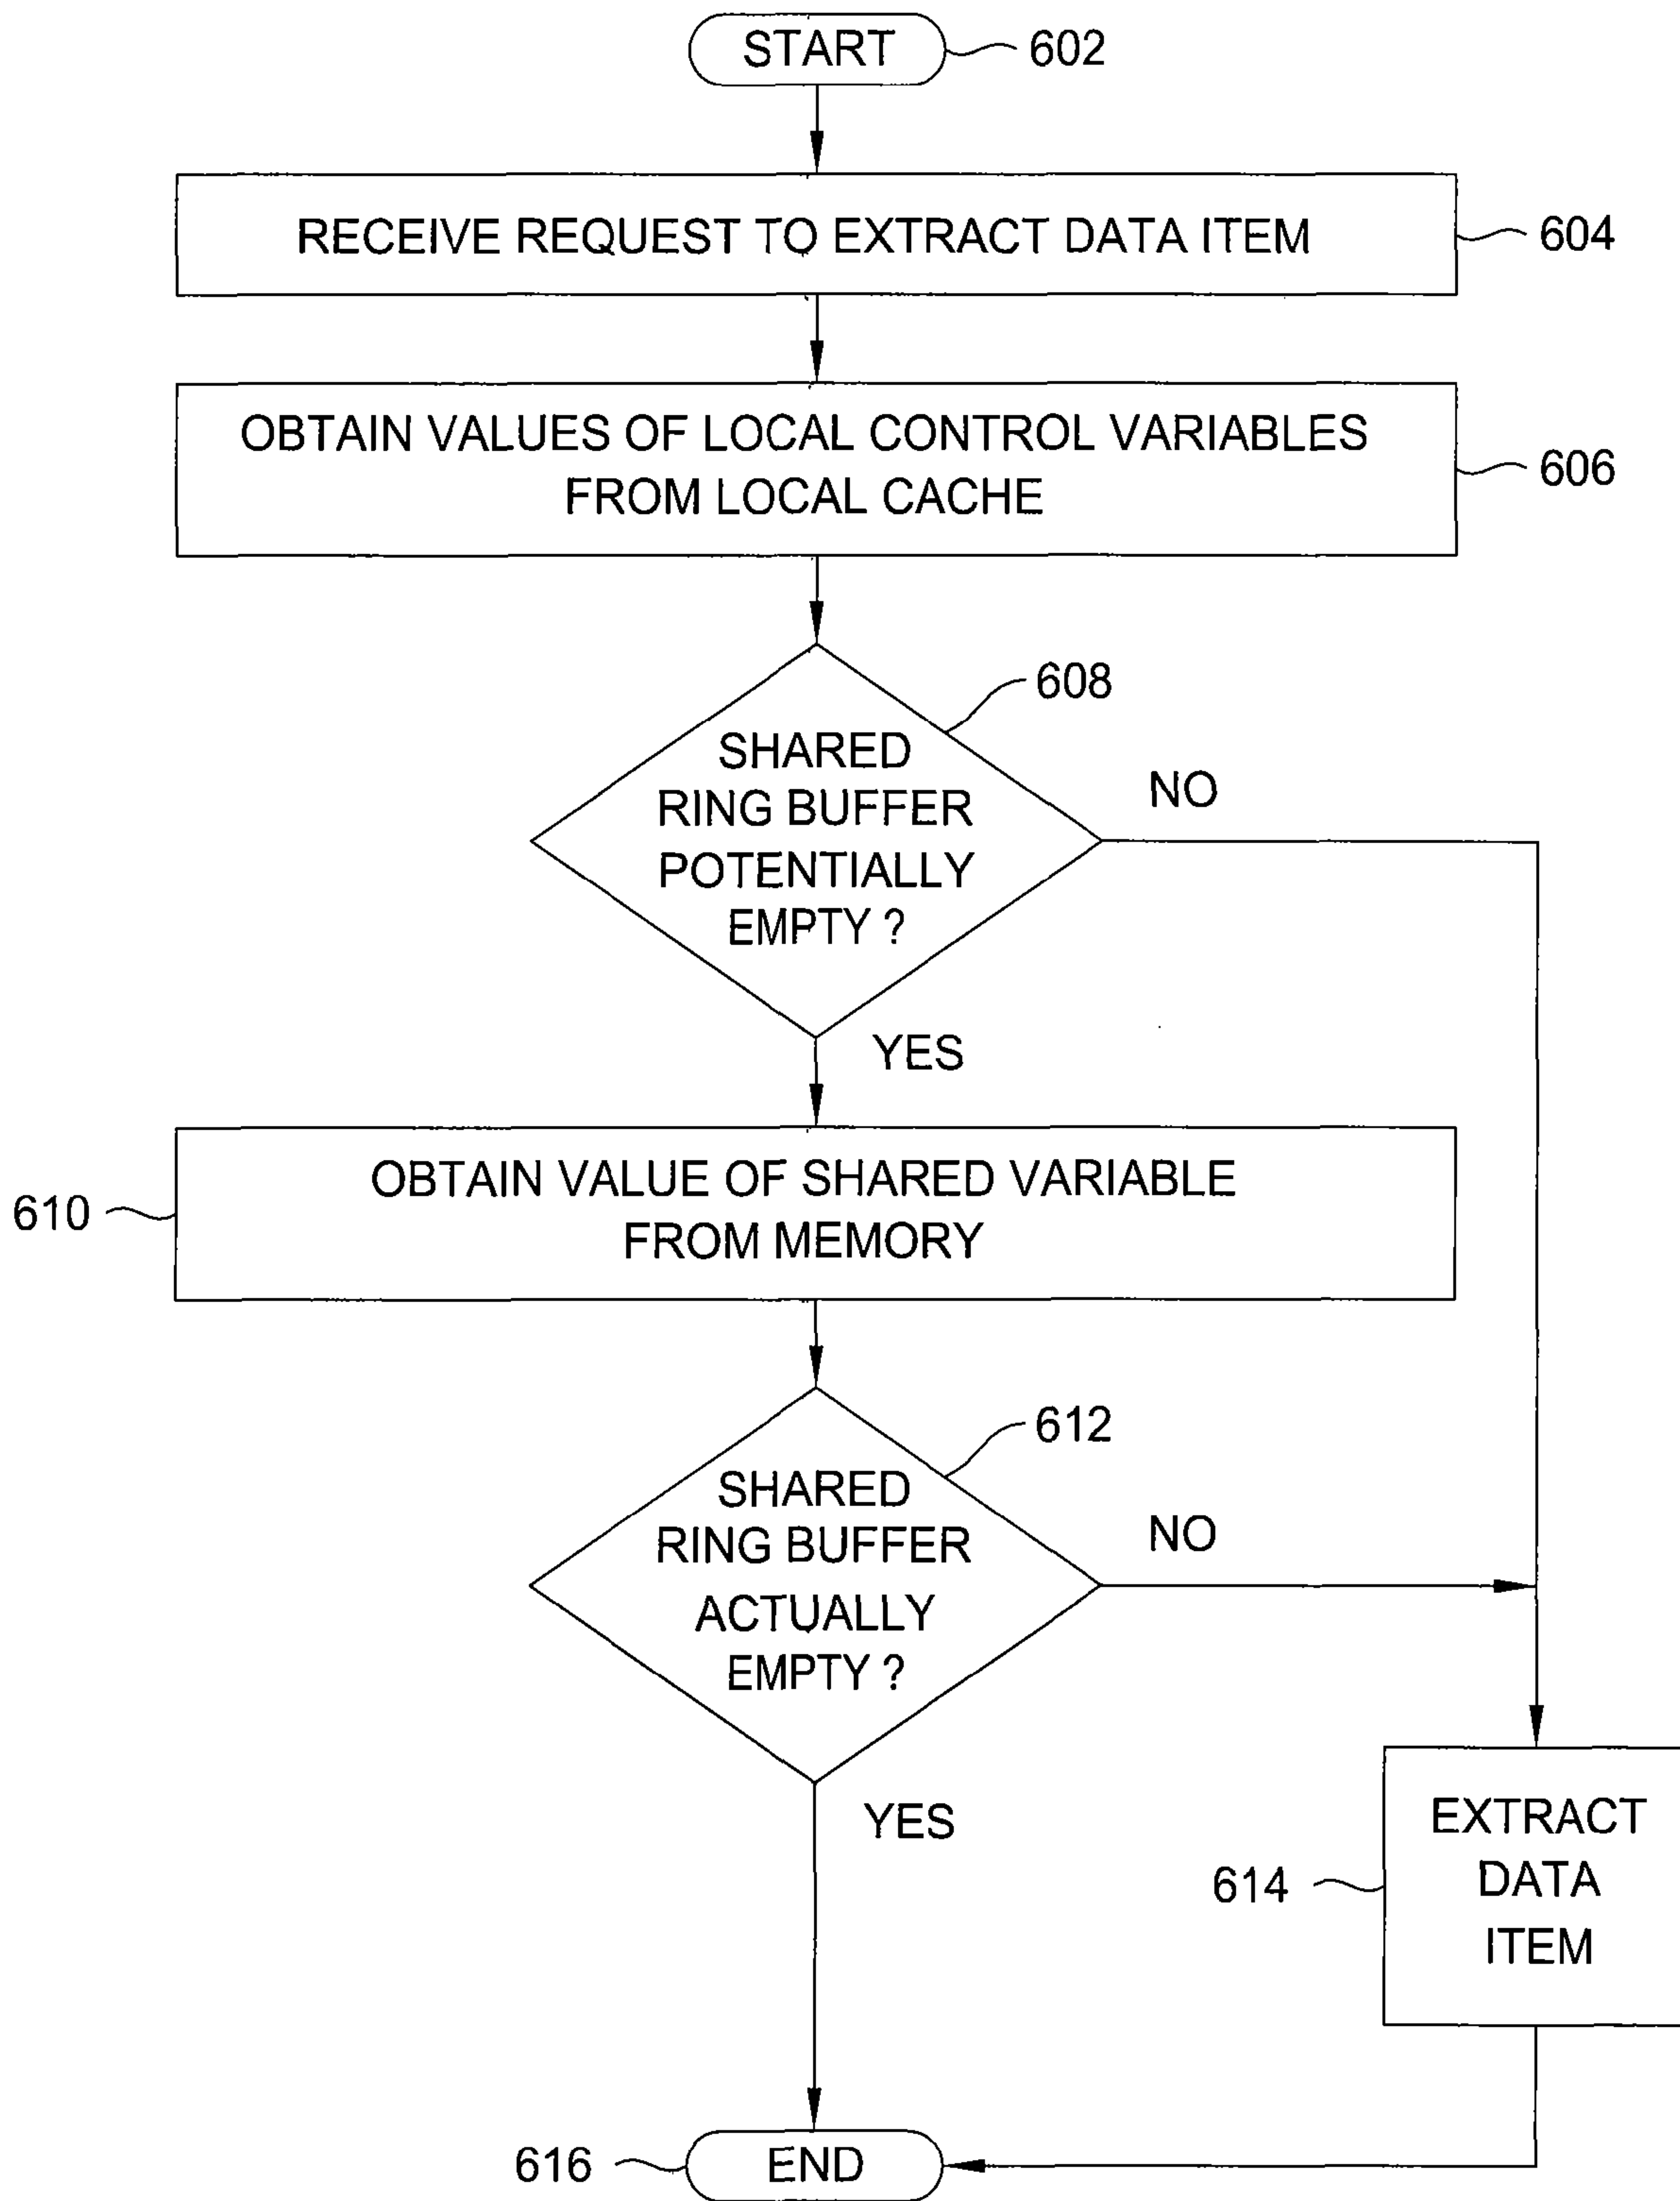 START
602
RECEIVE REQUEST TO EXTRACT DATA ITEM
604
OBTAIN VALUES OF LOCAL CONTROL VARIABLES
FROM LOCAL CACHE
606
608
SHARED
RING BUFFER
POTENTIALLY
EMPTY ?
NO
YES
OBTAIN VALUE OF SHARED VARIABLE
FROM MEMORY
610
612
SHARED
RING BUFFER
ACTUALLY
EMPTY ?
NO
YES
EXTRACT
DATA
ITEM
614
END
616